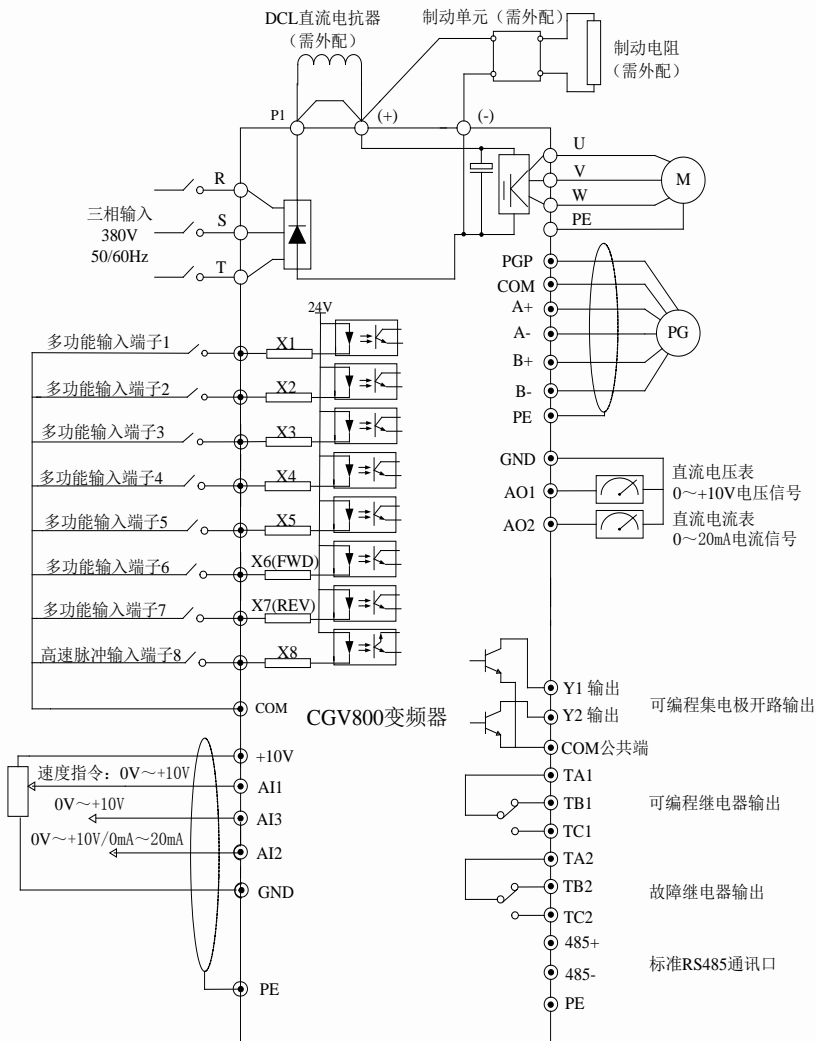 DCL直流电抗器
（需外配）
制动单元（需外配）
制动电阻
（需外配）
P1
(+)
(-)
R
S
T
三相输入
380V
50/60Hz
U
V
W
PE
M
PGP
COM
A+
A-
B+
B-
PE
PG
24V
多功能输入端子1
X1
多功能输入端子2
X2
多功能输入端子3
X3
多功能输入端子4
X4
多功能输入端子5
X5
多功能输入端子6
X6(FWD)
多功能输入端子7
X7(REV)
高速脉冲输入端子8
X8
COM
GND
AO1
AO2
直流电压表
0～+10V电压信号
直流电流表
0～20mA电流信号
CGV800变频器
Y1 输出
Y2 输出
COM公共端
可编程集电极开路输出
TA1
TB1
TC1
可编程继电器输出
TA2
TB2
TC2
故障继电器输出
485+
485-
PE
标准RS485通讯口
+10V
速度指令：0V～+10V
AI1
0V～+10V
AI3
0V～+10V/0mA～20mA
AI2
GND
PE